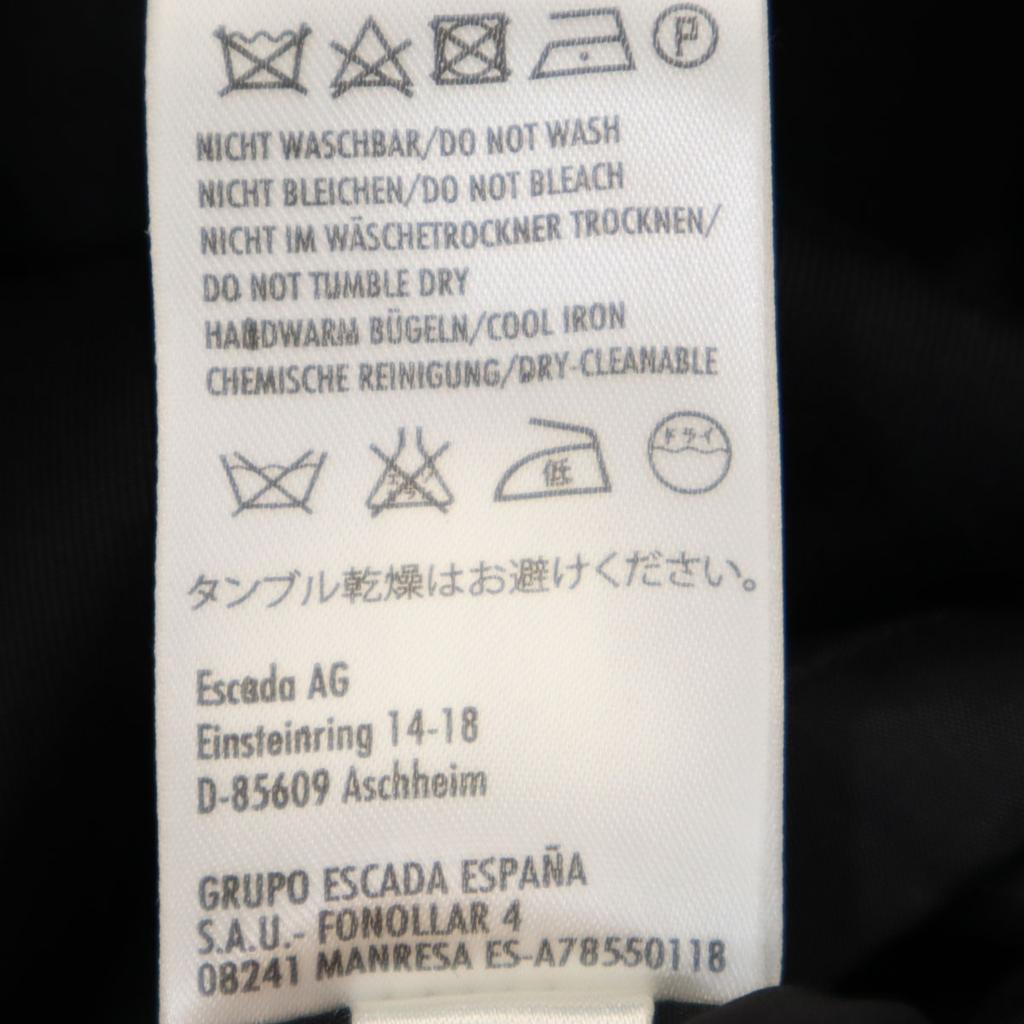 P
NICHT WASCHBAR/DO NOT WASH
NICHT BLEICHEN/DO NOT BLEACH
NICHT IM WÄSCHETROCKNER TROCKNEN/
DO NOT TUMBLE DRY
HANDWARM BÜGELN/COOL IRON
CHEMISCHE REINIGUNG/DRY-CLEANABLE
低 ドライ
タンブル乾燥はお避けください。
Escada AG
Einsteinring 14-18
D-85609 Aschheim
GRUPO ESCADA ESPAÑA
S.A.U.- FONOLLAR 4
08241 MANRESA ES-A78550118